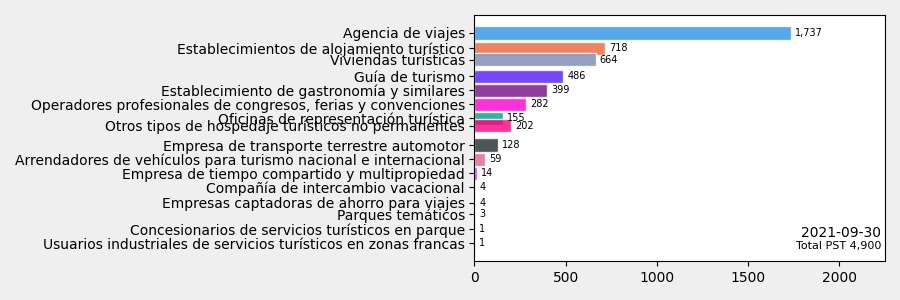 Agencia de viajes 1,737
Establecimientos de alojamiento turístico 718
Viviendas turísticas 664
Guía de turismo 486
Establecimiento de gastronomía y similares 399
Operadores profesionales de congresos, ferias y convenciones 282
Oficinas de representación turística 155
Otros tipos de hospedaje turísticos no permanentes 202
Empresa de transporte terrestre automotor 128
Arrendadores de vehículos para turismo nacional e internacional 59
Empresa de tiempo compartido y multipropiedad 14
Compañía de intercambio vacacional 4
Empresas captadoras de ahorro para viajes 4
Parques temáticos 3
Concesionarios de servicios turísticos en parque 1
Usuarios industriales de servicios turísticos en zonas francas 1
2021-09-30
Total PST 4,900
0 500 1000 1500 2000